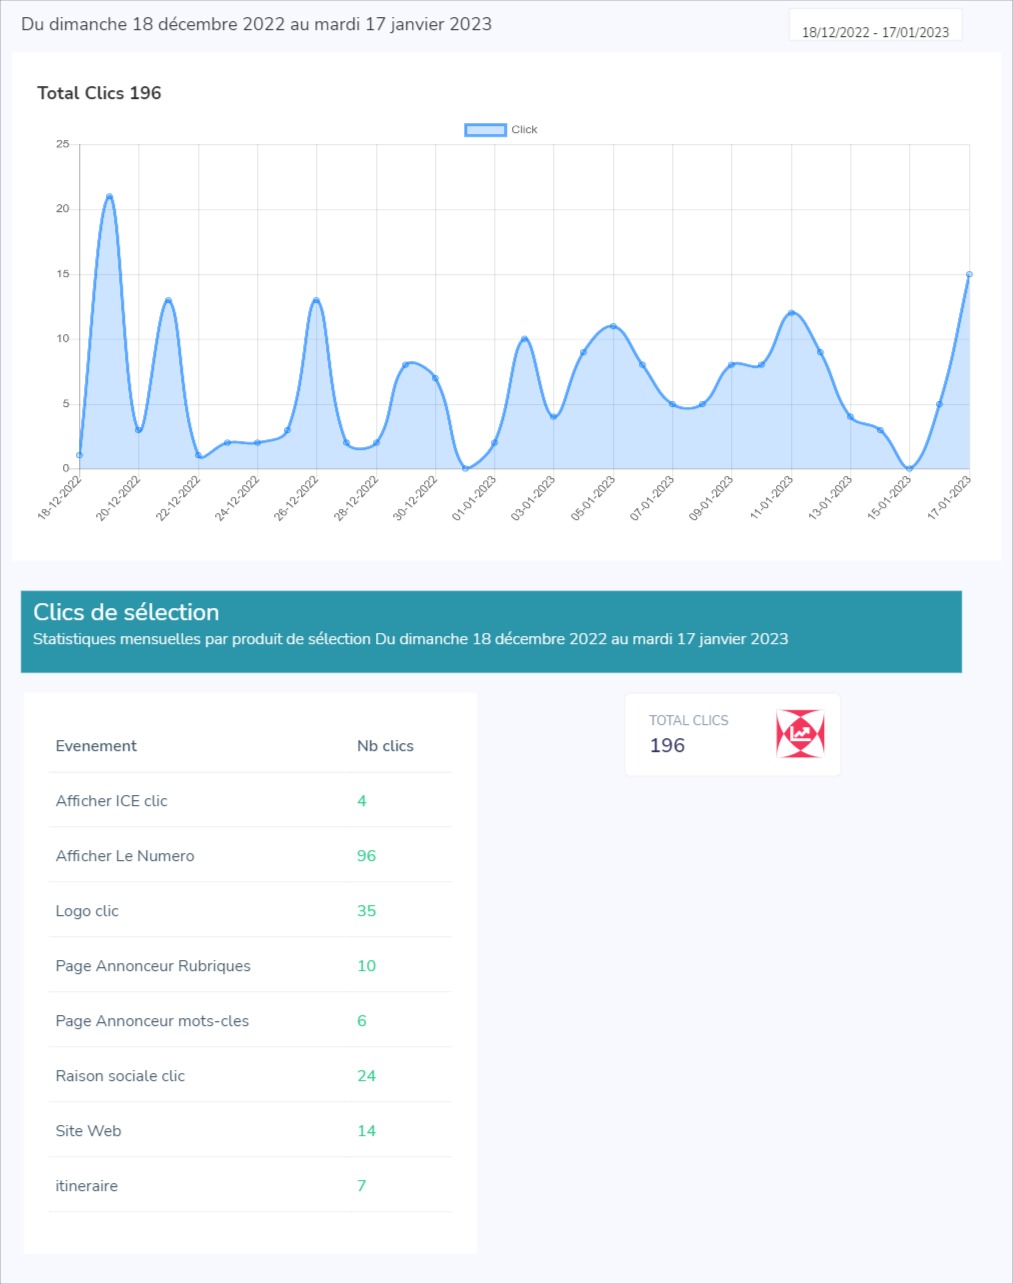 Du dimanche 18 décembre 2022 au mardi 17 janvier 2023
18/12/2022 - 17/01/2023
Total Clics 196
Click
25
20
15
10
5
0
18-12-2022
20-12-2022
22-12-2022
24-12-2022
26-12-2022
28-12-2022
30-12-2022
01-01-2023
03-01-2023
05-01-2023
07-01-2023
09-01-2023
11-01-2023
13-01-2023
15-01-2023
17-01-2023
Clics de sélection
Statistiques mensuelles par produit de sélection Du dimanche 18 décembre 2022 au mardi 17 janvier 2023
TOTAL CLICS
196
Evenement Nb clics
Afficher ICE clic 4
Afficher Le Numero 96
Logo clic 35
Page Annonceur Rubriques 10
Page Annonceur mots-cles 6
Raison sociale clic 24
Site Web 14
itineraire 7